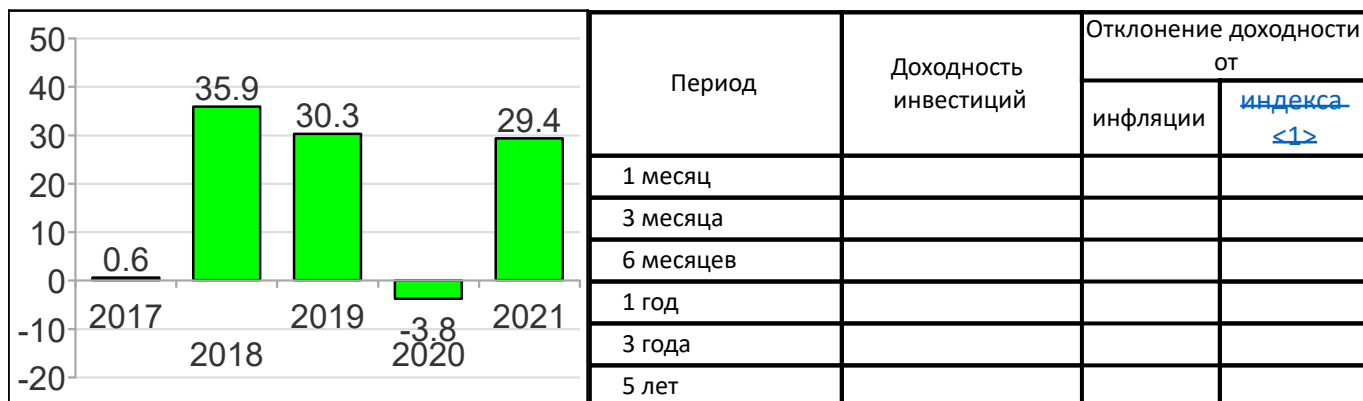 50
40
30
20
10
0
-10
-20
0.6
35.9
30.3
-3.8
29.4
2017
2018
2019
2020
2021
Период
Доходность
инвестиций
Отклонение доходности
от
инфляции
индекса
<1>
1 месяц
3 месяца
6 месяцев
1 год
3 года
5 лет